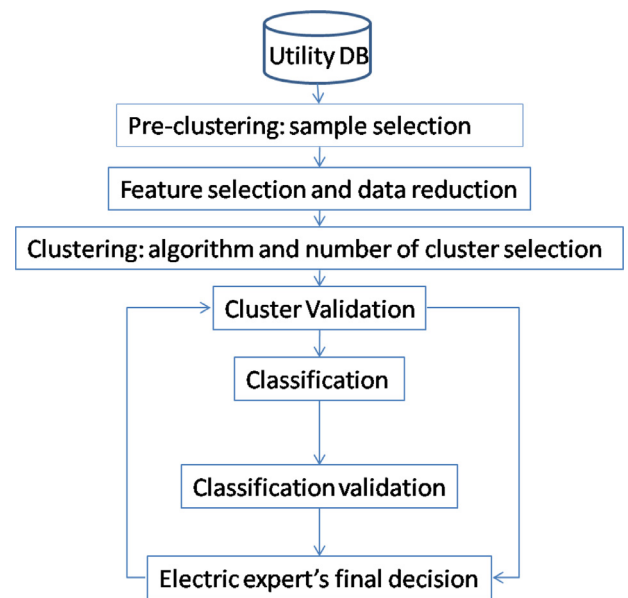 Utility DB
Pre-clustering: sample selection
Feature selection and data reduction
Clustering: algorithm and number of cluster selection
Cluster Validation
Classification
Classification validation
Electric expert's final decision